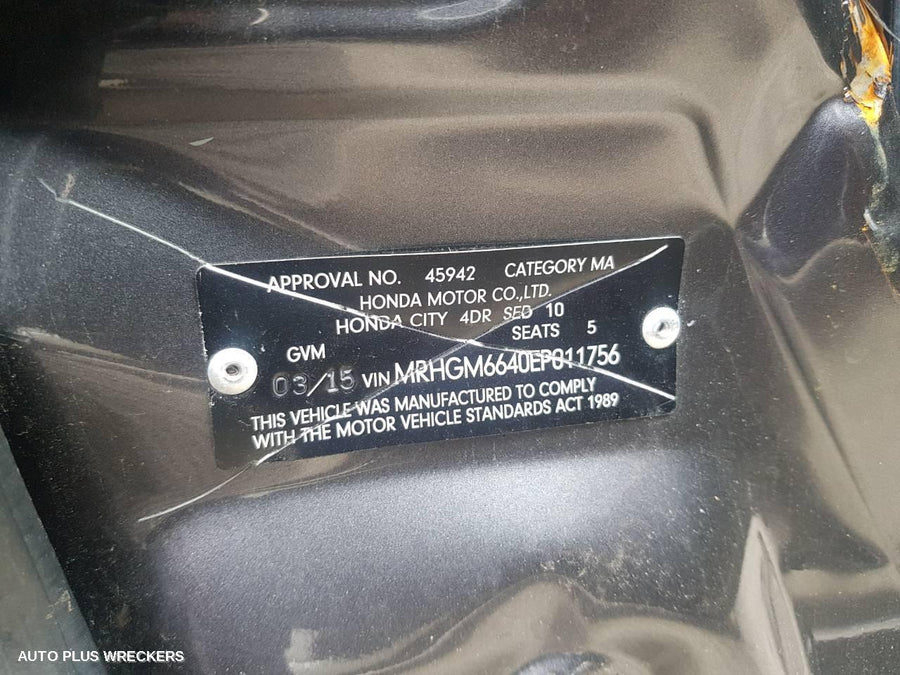 APPROVAL NO. 45942 CATEGORY MA
HONDA MOTOR CO.,LTD.
HONDA CITY 4DR SED 10
SEATS 5
GVM
03/15 VIN MRHGM6640EP011756
THIS VEHICLE WAS MANUFACTURED TO COMPLY
WITH THE MOTOR VEHICLE STANDARDS ACT 1989
AUTO PLUS WRECKERS